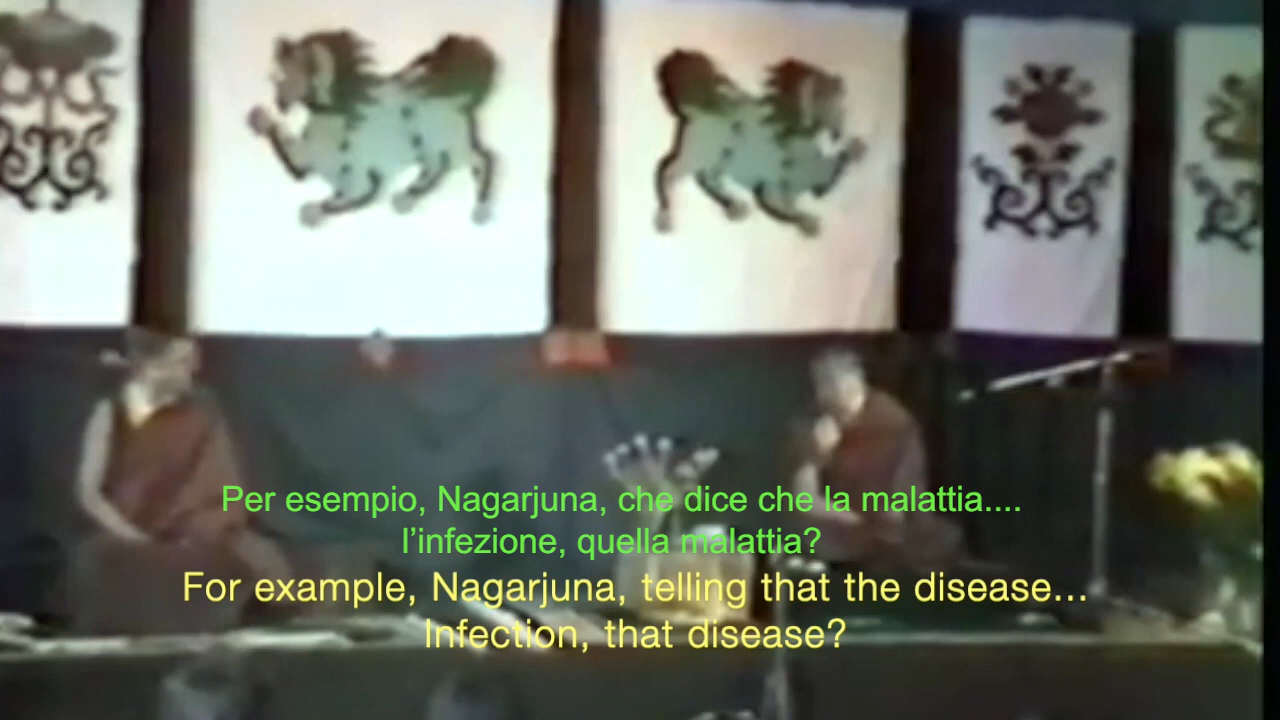 Per esempio, Nagarjuna, che dice che la malattia....
l’infezione, quella malattia?
For example, Nagarjuna, telling that the disease...
Infection, that disease?